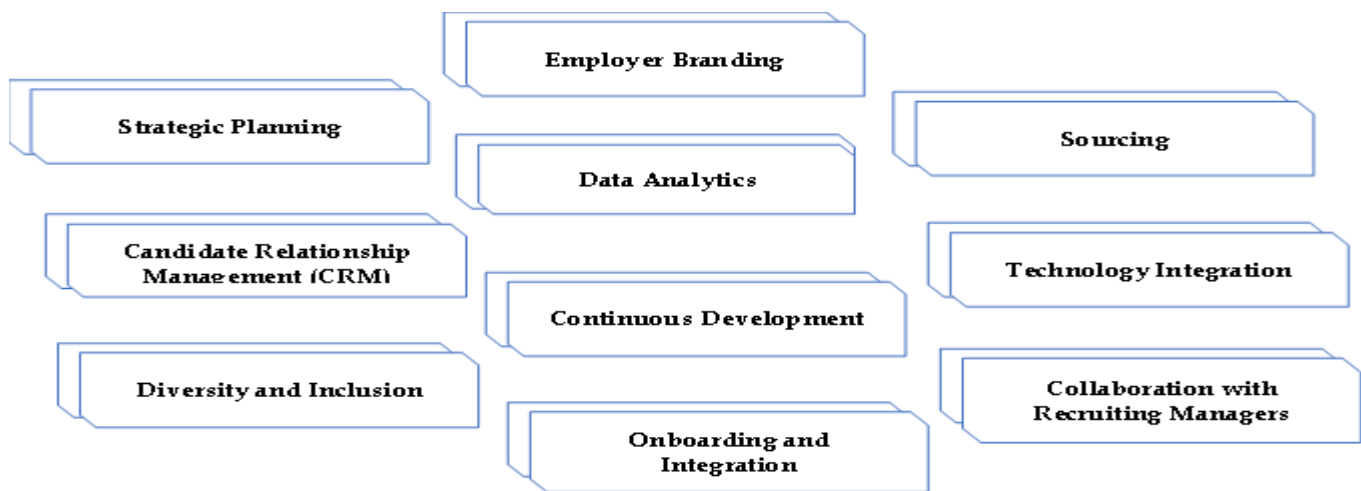 Employer Branding
Strategic Planning
Sourcing
Data Analytics
Candidate Relationship
Management (CRM)
Technology Integration
Continuous Development
Diversity and Inclusion
Collaboration with
Recruiting Managers
Onboarding and
Integration